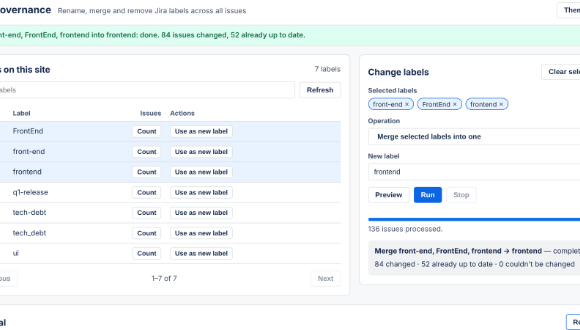 overnance Rename, merge and remove Jira labels across all issues
Them
nt-end, FrontEnd, frontend into frontend: done. 84 issues changed, 52 already up to date.
s on this site 7 labels
abels Refresh
Label Issues Actions
FrontEnd Count Use as new label
front-end Count Use as new label
frontend Count Use as new label
q1-release Count Use as new label
tech-debt Count Use as new label
tech_debt Count Use as new label
ui Count Use as new label
ous 1–7 of 7 Next
Change labels Clear sele
Selected labels
front-end × FrontEnd × frontend ×
Operation
Merge selected labels into one
New label
frontend
Preview Run Stop
136 issues processed.
Merge front-end, FrontEnd, frontend → frontend — complet
84 changed · 52 already up to date · 0 couldn't be changed
al Re